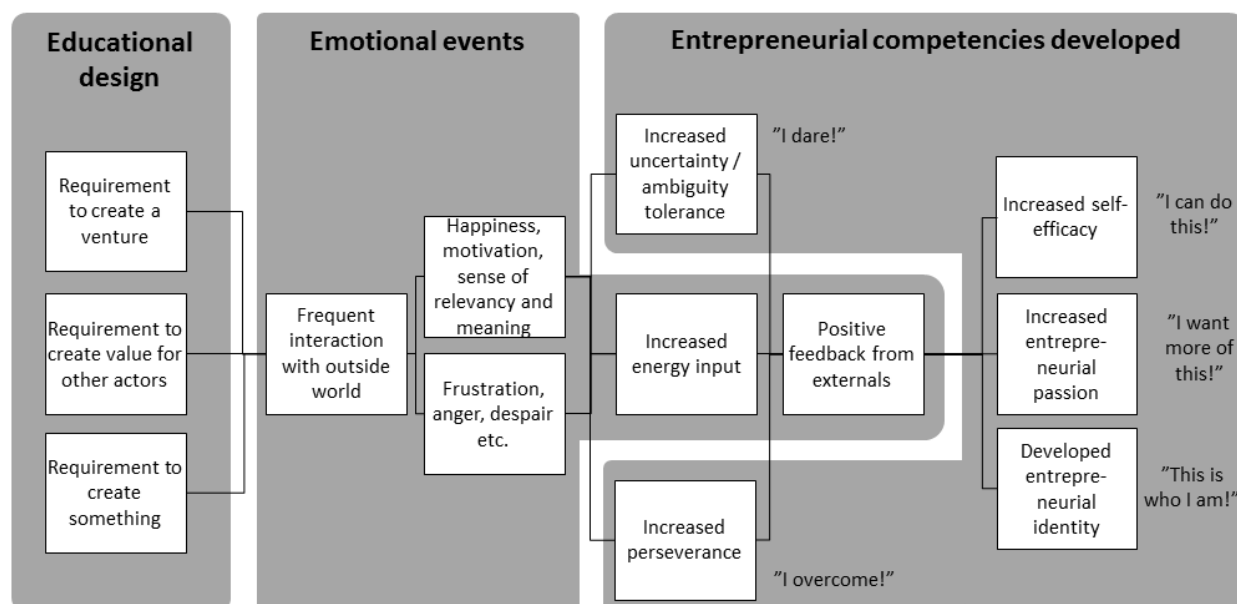 Educational
design
Emotional events
Entrepreneurial competencies developed
Requirement
to create a
venture
Requirement to
create value for
other actors
Requirement to
create
something
Frequent
interaction
with outside
world
Happiness,
motivation,
sense of
relevancy and
meaning
Frustration,
anger, despair
etc.
Increased
uncertainty /
ambiguity
tolerance
”I dare!”
Increased
energy input
Increased
perseverance
”I overcome!”
Positive
feedback from
externals
Increased self-
efficacy
”I can do
this!”
Increased
entrepre-
neurial
passion
”I want
more of
this!”
Developed
entrepre-
neurial
identity
”This is
who I am!”